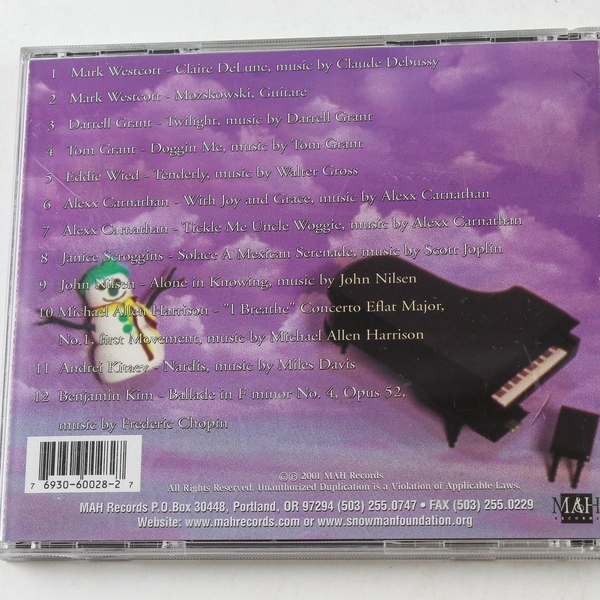 1 Mark Westcott - Claire DeLune, music by Claude Debussy
2 Mark Westcott - Mozskowski, Guitare
3 Darrell Grant - Twilight, music by Darrell Grant
4 Tom Grant - Doggin Me, music by Tom Grant
5 Eddie Wied - Tenderly, music by Walter Gross
6 Alexx Carnathan - With Joy and Grace, music by Alexx Carnathan
7 Alexx Carnathan - Tickle Me Uncle Woggie, music by Alexx Carnathan
8 Janice Scroggins - Solace A Mexican Serenade, music by Scott Joplin
9 John Nilsen - Alone in Knowing, music by John Nilsen
10 Michael Allen Harrison - "I Breathe" Concerto Eflat Major,
No.1, first Movement, music by Michael Allen Harrison
11 Andrei Kitaev - Nardis, music by Miles Davis
12 Benjamin Kim - Ballade in F minor No. 4, Opus 52,
music by Frederic Chopin
7 6930-60028-2 7
©℗ 2001 MAH Records
All Rights Reserved. Unauthorized Duplication is a Violation of Applicable Laws.
MAH Records P.O.Box 30448, Portland, OR 97294 (503) 255.0747 • FAX (503) 255.0229
Website: www.mahrecords.com or www.snowmanfoundation.org
MAH
RECORDS